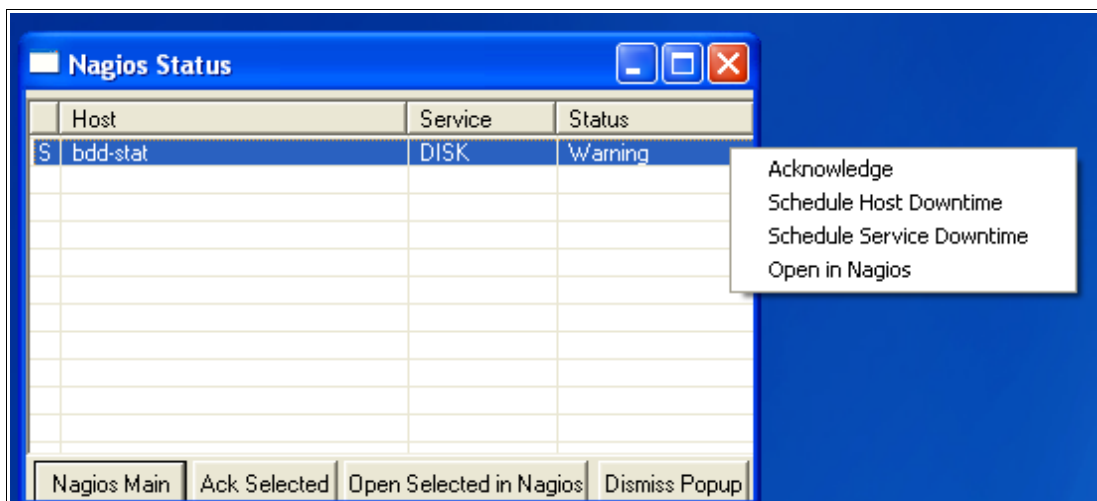 Nagios Status
Host Service Status
S bdd-stat DISK Warning
Acknowledge
Schedule Host Downtime
Schedule Service Downtime
Open in Nagios
Nagios Main Ack Selected Open Selected in Nagios Dismiss Popup